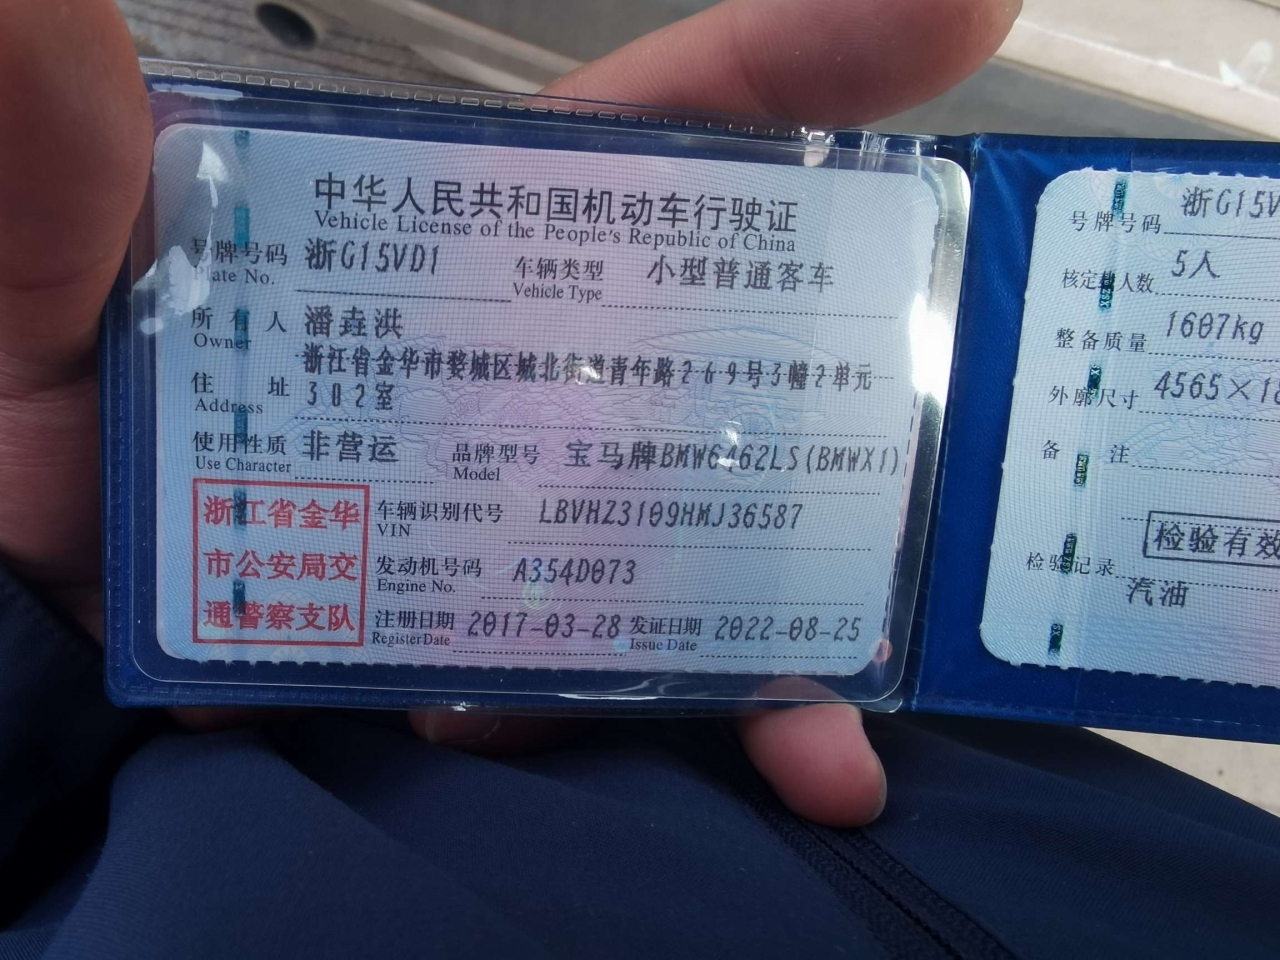 中华人民共和国机动车行驶证
Vehicle License of the People's Republic of China
号牌号码 浙G15VD1 车辆类型 小型普通客车
Plate No. Vehicle Type
所有人 潘垚洪
Owner
住址 浙江省金华市婺城区城北街道青年路269号3幢2单元
Address 302室
使用性质 非营运 品牌型号 宝马牌BMW6462LS(BMWX1)
Use Character Model
浙江省金华
市公安局交
通警察支队
车辆识别代号 LBVHZ3109HMJ36587
VIN
发动机号码 A354D073
Engine No.
注册日期 2017-03-28 发证日期 2022-08-25
Register Date Issue Date
号牌号码 浙G15V
核定载人数 5人
整备质量 1607kg
外廓尺寸 4565×18
备注
检验有效
检验记录
汽油